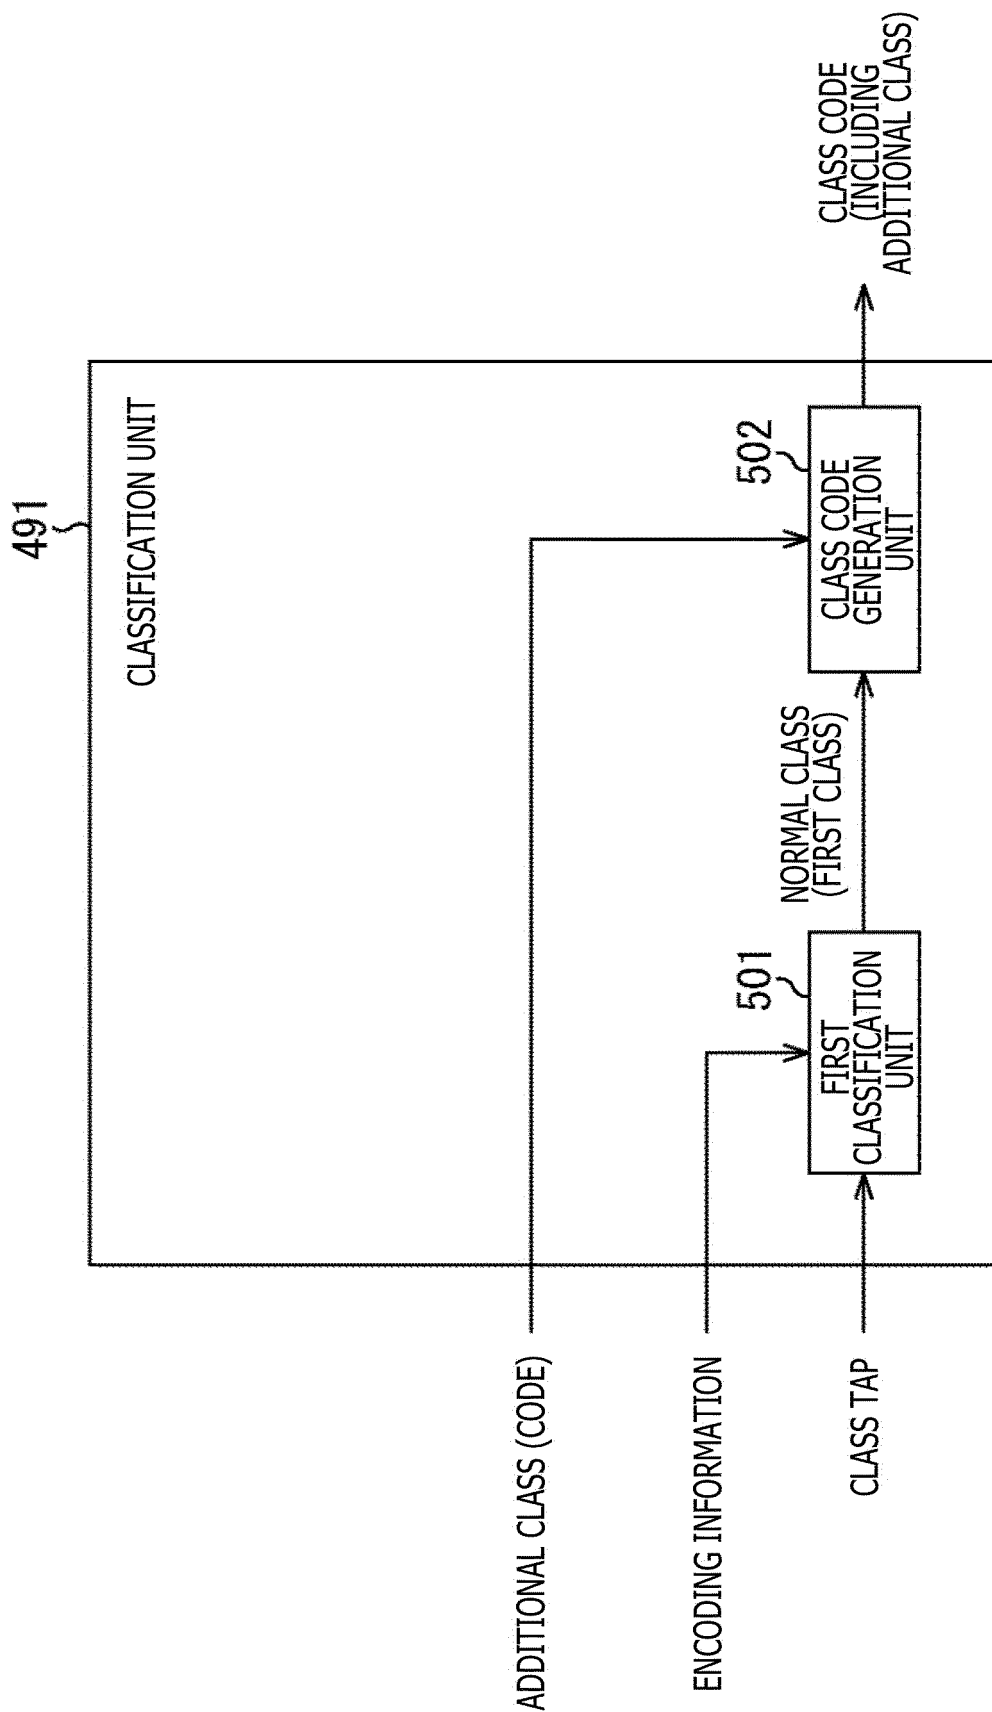 491
CLASSIFICATION UNIT
ADDITIONAL CLASS (CODE)
ENCODING INFORMATION
CLASS TAP
501
FIRST
CLASSIFICATION
UNIT
NORMAL CLASS
(FIRST CLASS)
502
CLASS CODE
GENERATION
UNIT
CLASS CODE
(INCLUDING
ADDITIONAL CLASS)